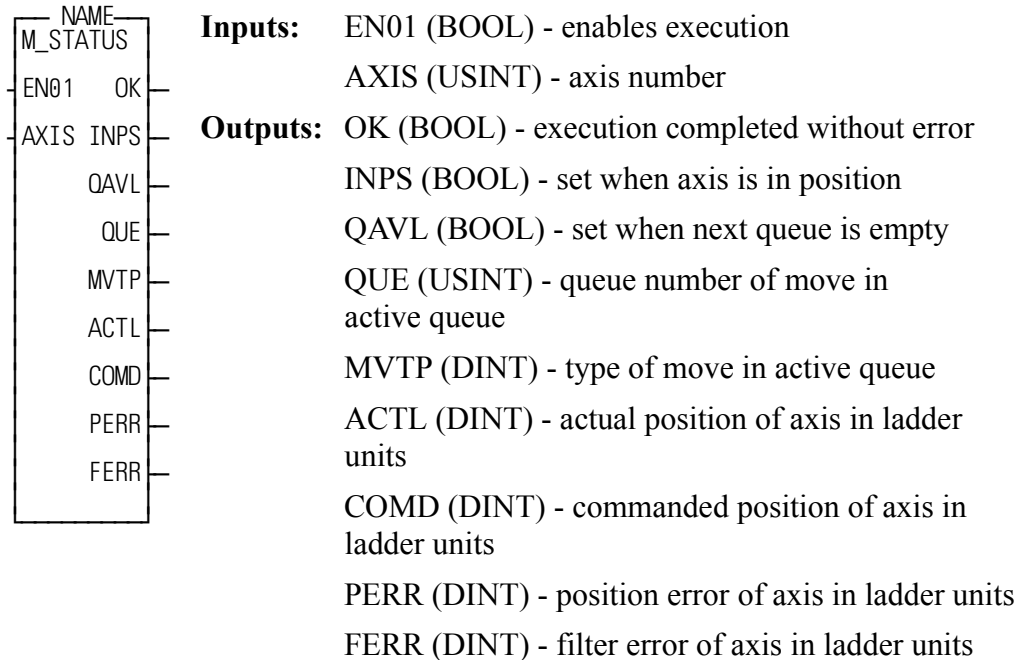 NAME
M_STATUS
EN01 OK
AXIS INPS
QAVL
QUE
MVTP
ACTL
COMD
PERR
FERR
Inputs: EN01 (BOOL) - enables execution
AXIS (USINT) - axis number
Outputs: OK (BOOL) - execution completed without error
INPS (BOOL) - set when axis is in position
QAVL (BOOL) - set when next queue is empty
QUE (USINT) - queue number of move in
active queue
MVTP (DINT) - type of move in active queue
ACTL (DINT) - actual position of axis in ladder
units
COMD (DINT) - commanded position of axis in
ladder units
PERR (DINT) - position error of axis in ladder units
FERR (DINT) - filter error of axis in ladder units